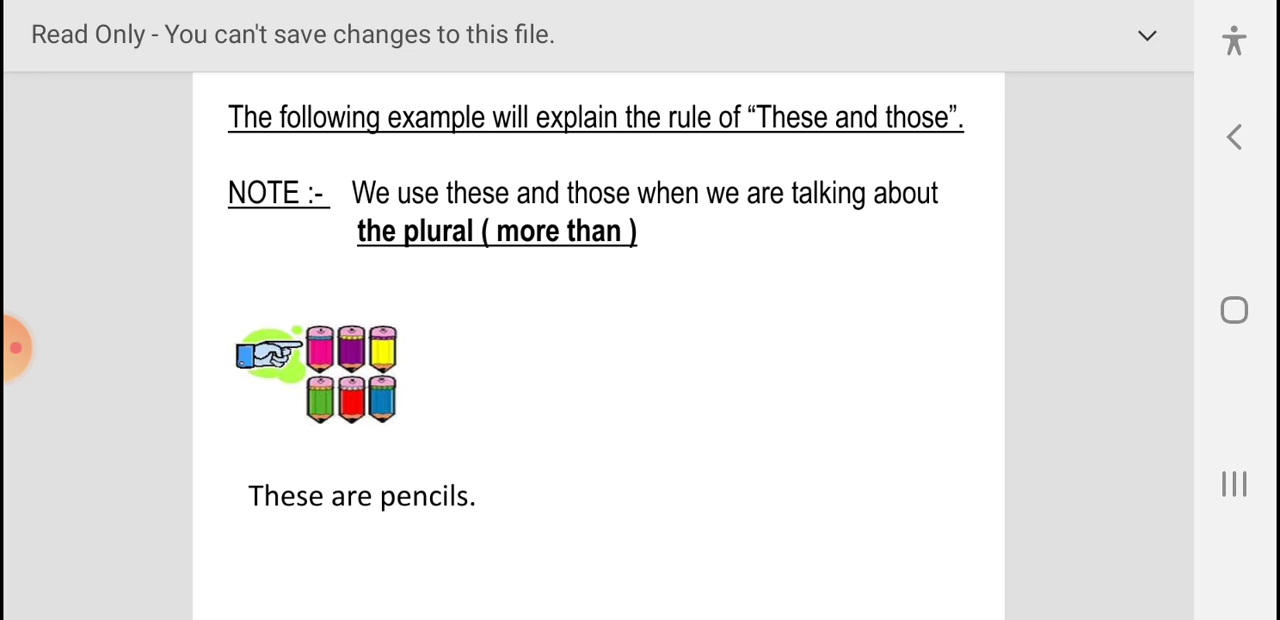 Read Only - You can't save changes to this file.
The following example will explain the rule of “These and those”.
NOTE :- We use these and those when we are talking about
the plural ( more than )
These are pencils.